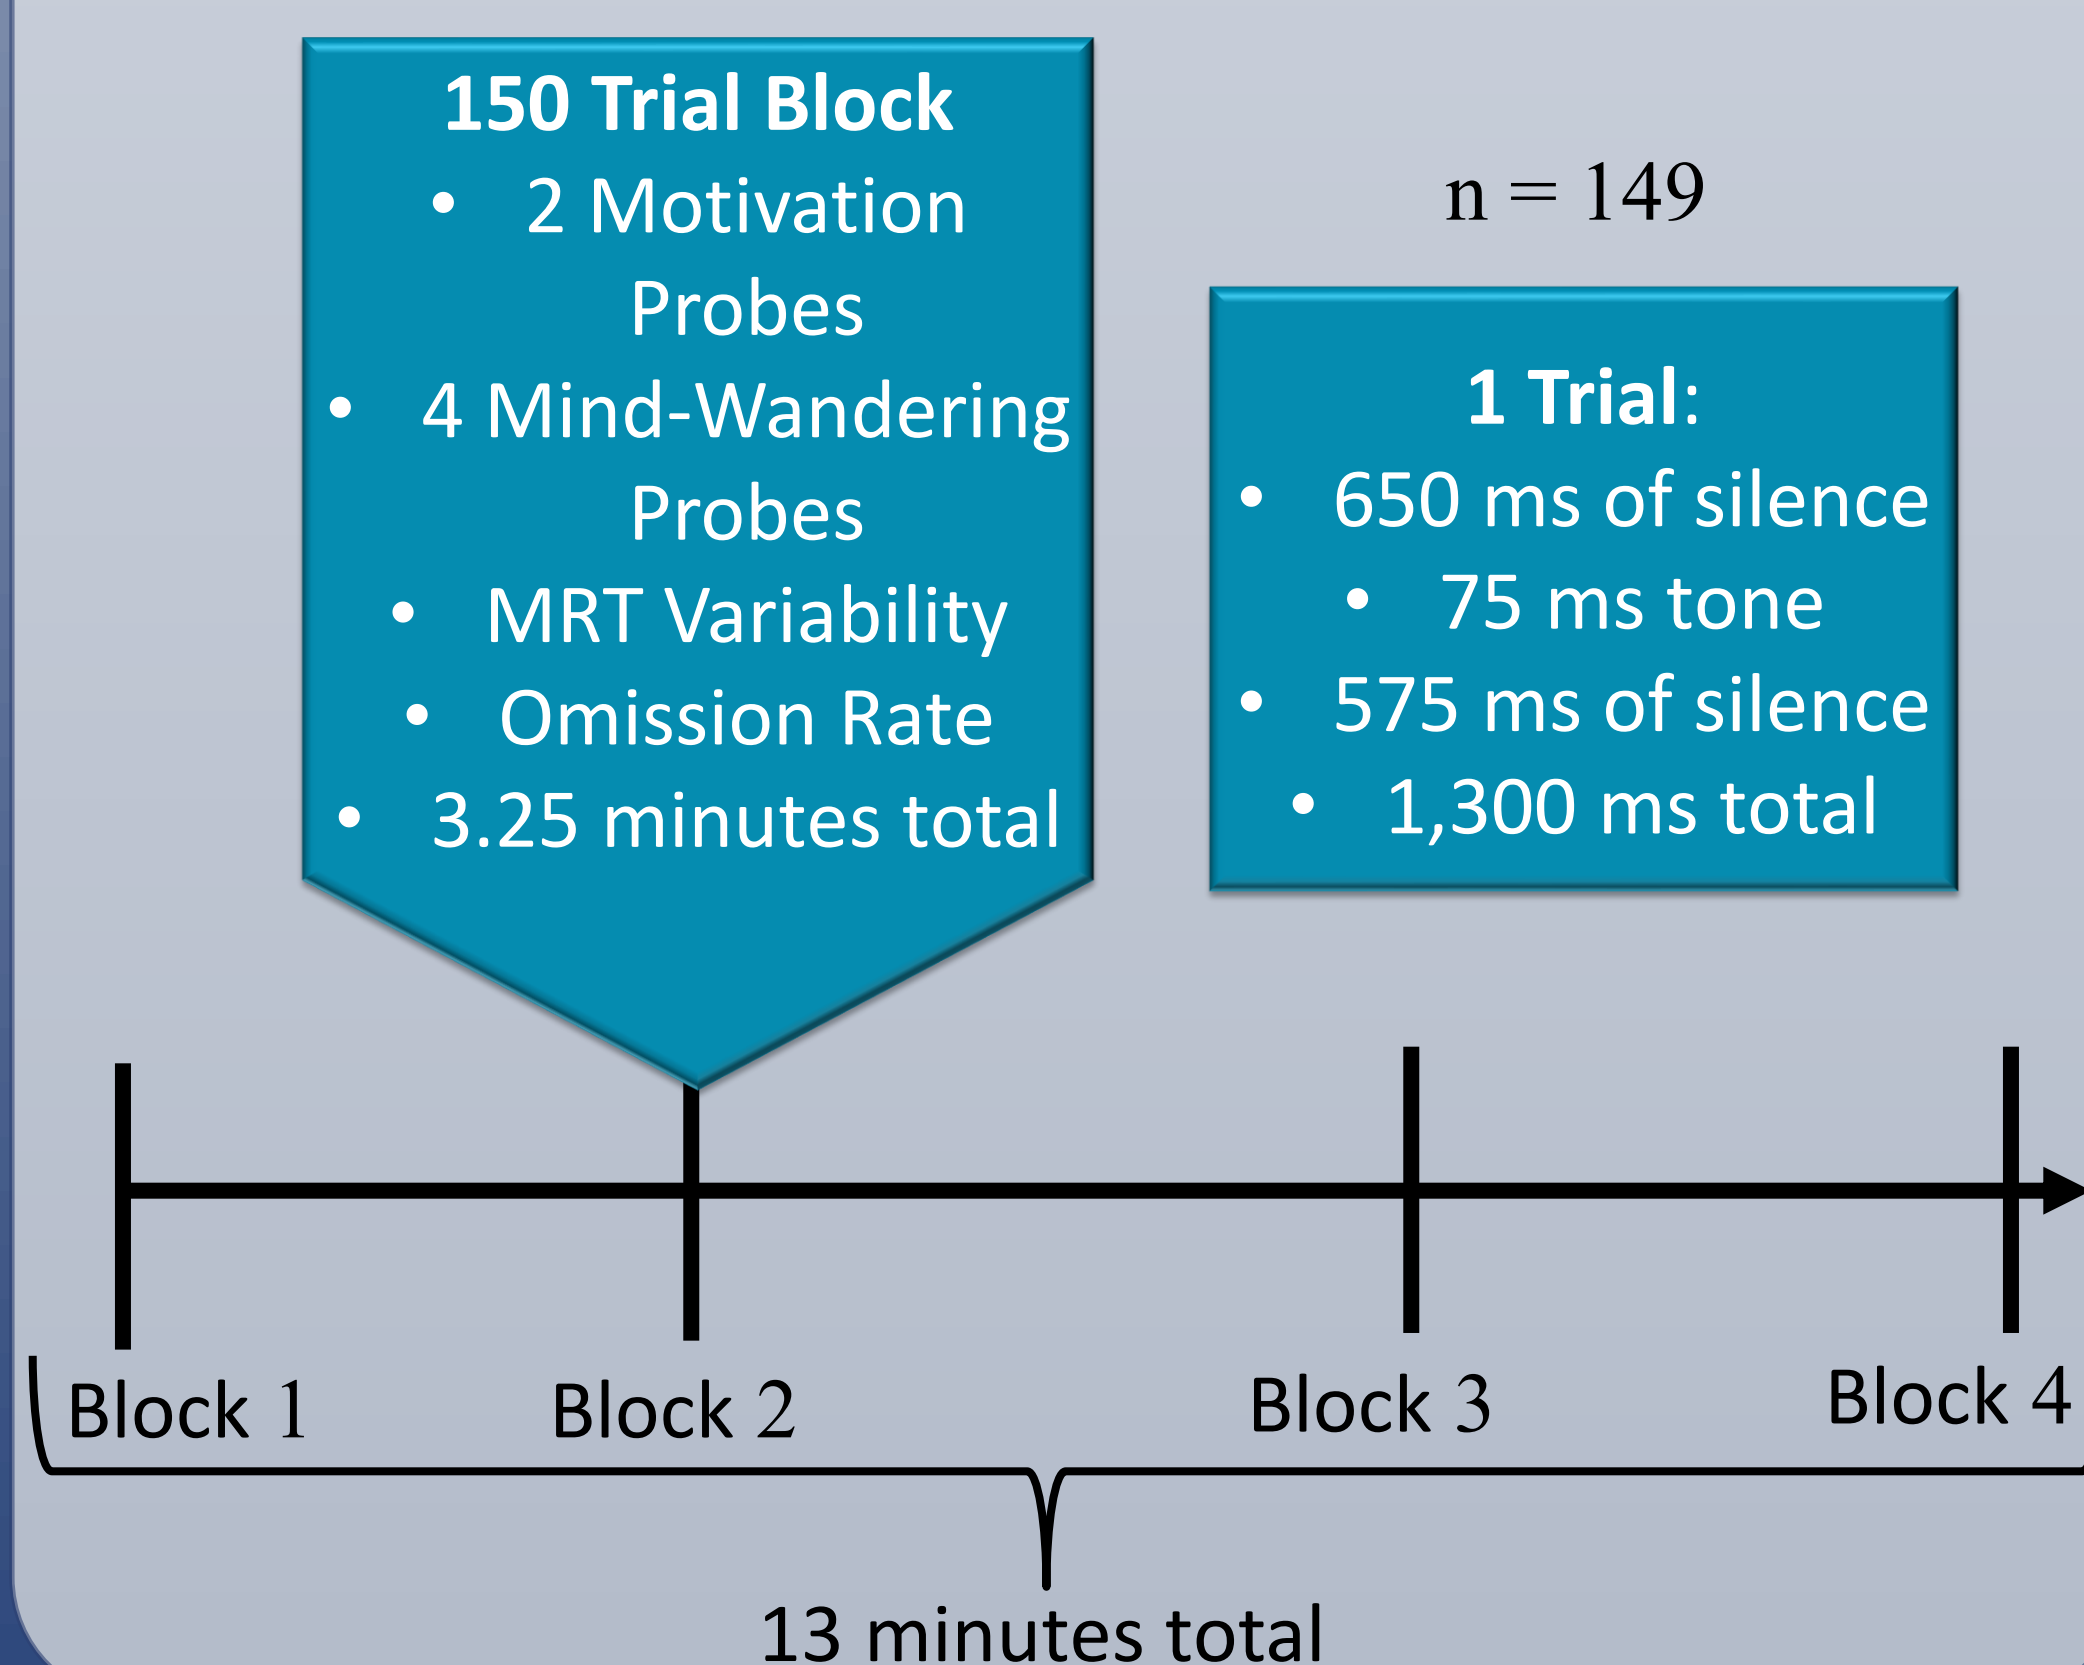 150 Trial Block
• 2 Motivation
Probes
• 4 Mind-Wandering
Probes
• MRT Variability
• Omission Rate
• 3.25 minutes total
n = 149
1 Trial:
• 650 ms of silence
• 75 ms tone
• 575 ms of silence
• 1,300 ms total
Block 1
Block 2
Block 3
Block 4
13 minutes total